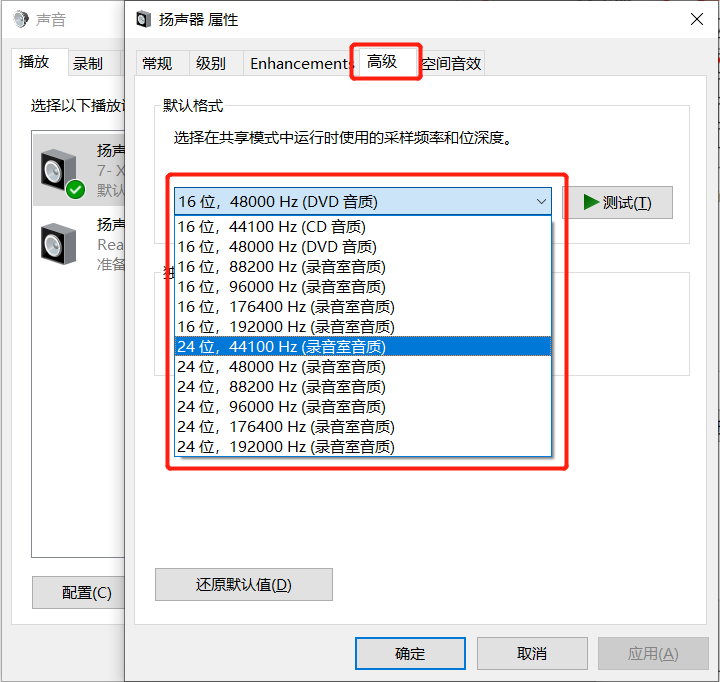 声音
播放
录制
选择以下播放
扬声
7- X
默认
扬声
Rea
准备
配置(C)
扬声器 属性
常规
级别
Enhancements
高级
空间音效
默认格式
选择在共享模式中运行时使用的采样频率和位深度。
16 位，48000 Hz (DVD 音质)
测试(T)
16 位，44100 Hz (CD 音质)
16 位，48000 Hz (DVD 音质)
16 位，88200 Hz (录音室音质)
16 位，96000 Hz (录音室音质)
16 位，176400 Hz (录音室音质)
16 位，192000 Hz (录音室音质)
24 位，44100 Hz (录音室音质)
24 位，48000 Hz (录音室音质)
24 位，88200 Hz (录音室音质)
24 位，96000 Hz (录音室音质)
24 位，176400 Hz (录音室音质)
24 位，192000 Hz (录音室音质)
还原默认值(D)
确定
取消
应用(A)